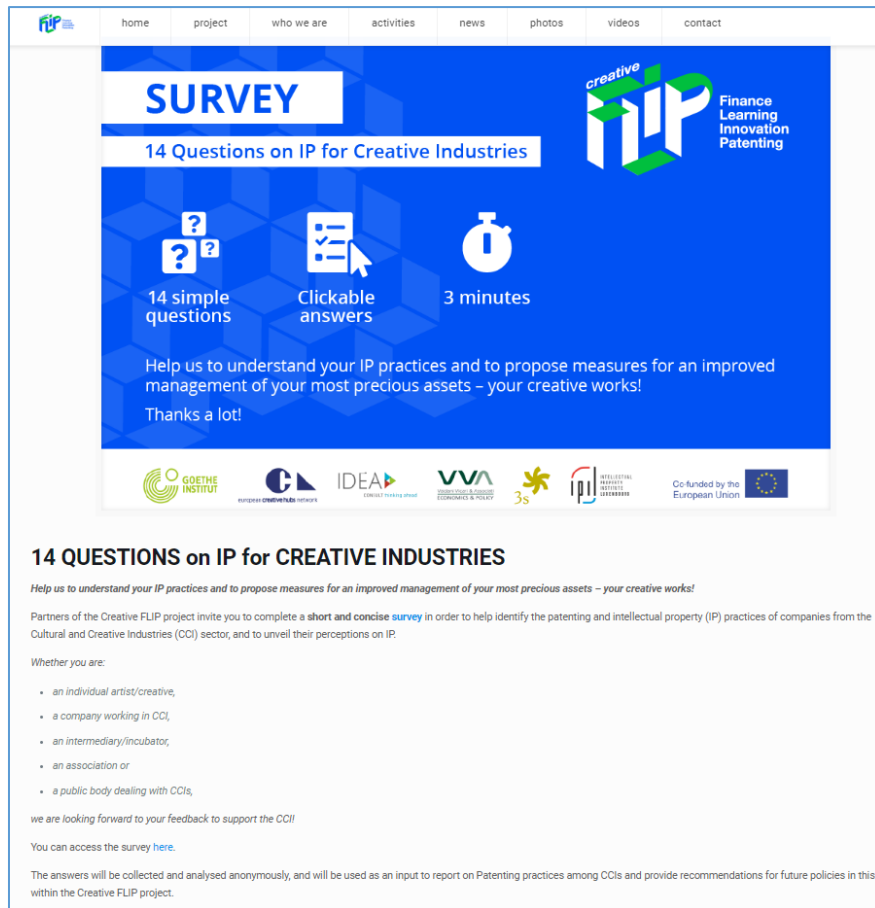 FLIP
home project who we are activities news photos videos contact
SURVEY
14 Questions on IP for Creative Industries
creative
FLIP
Finance
Learning
Innovation
Patenting
14 simple
questions
Clickable
answers
3 minutes
Help us to understand your IP practices and to propose measures for an improved
management of your most precious assets – your creative works!
Thanks a lot!
GOETHE
INSTITUT
european creative hubs network
IDEA
CONSULT thinking ahead
VVA
ECONOMICS & POLICY
3s
ipil
INTELLECTUAL
PROPERTY
INSTITUTE
LUXEMBOURG
Co-funded by the
European Union
14 QUESTIONS on IP for CREATIVE INDUSTRIES
Help us to understand your IP practices and to propose measures for an improved management of your most precious assets – your creative works!
Partners of the Creative FLIP project invite you to complete a short and concise survey in order to help identify the patenting and intellectual property (IP) practices of companies from the
Cultural and Creative Industries (CCI) sector, and to unveil their perceptions on IP.
Whether you are:
• an individual artist/creative,
• a company working in CCI,
• an intermediary/incubator,
• an association or
• a public body dealing with CCIs,
we are looking forward to your feedback to support the CCI!
You can access the survey here.
The answers will be collected and analysed anonymously, and will be used as an input to report on Patenting practices among CCIs and provide recommendations for future policies in this
within the Creative FLIP project.